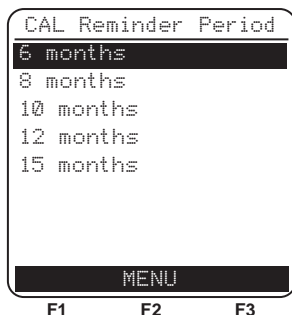 CAL Reminder Period
6 months
8 months
10 months
12 months
15 months
MENU
F1 F2 F3